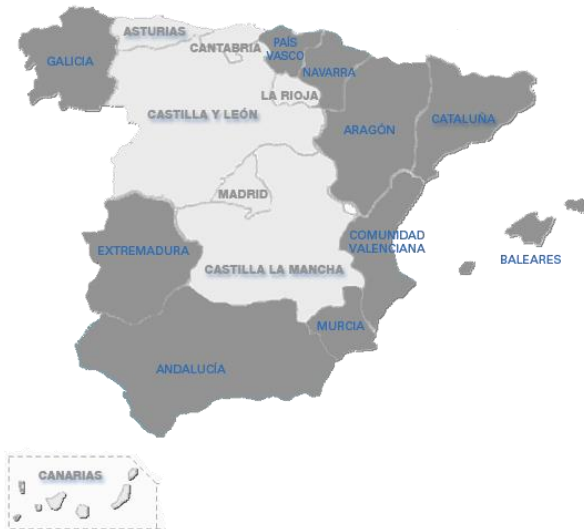 ASTURIAS
CANTABRIA
PAÍS
VASCO
GALICIA
NAVARRA
LA RIOJA
CASTILLA Y LEÓN
CATALUÑA
ARAGÓN
MADRID
COMUNIDAD
VALENCIANA
EXTREMADURA
BALEARES
CASTILLA LA MANCHA
MURCIA
ANDALUCÍA
CANARIAS